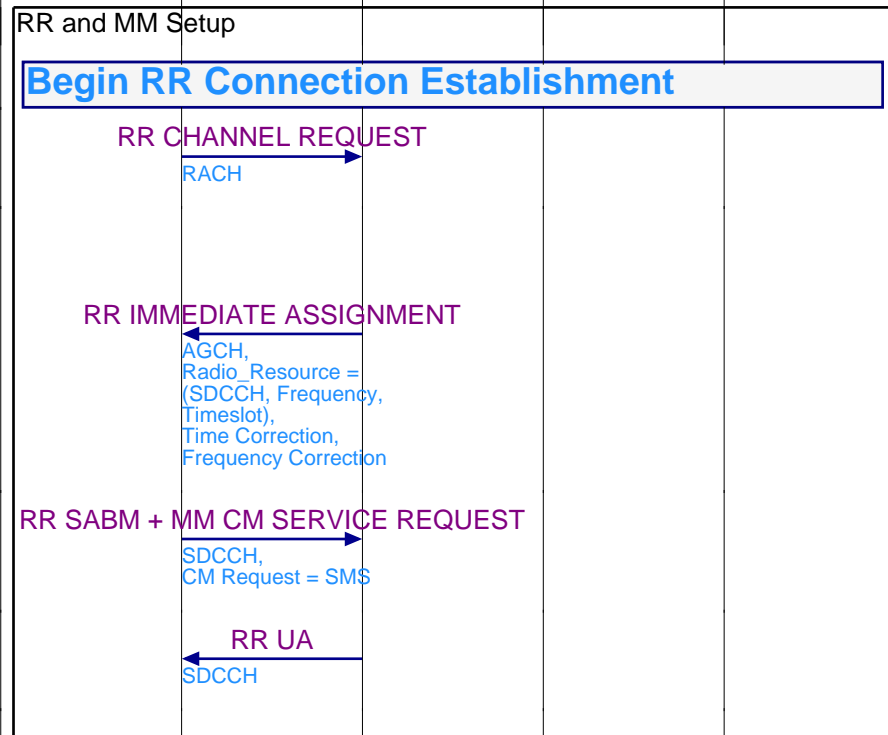 RR and MM Setup
Begin RR Connection Establishment
RR CHANNEL REQUEST
RACH
RR IMMEDIATE ASSIGNMENT
AGCH,
Radio_Resource =
(SDCCH, Frequency,
Timeslot),
Time Correction,
Frequency Correction
RR SABM + MM CM SERVICE REQUEST
SDCCH,
CM Request = SMS
RR UA
SDCCH